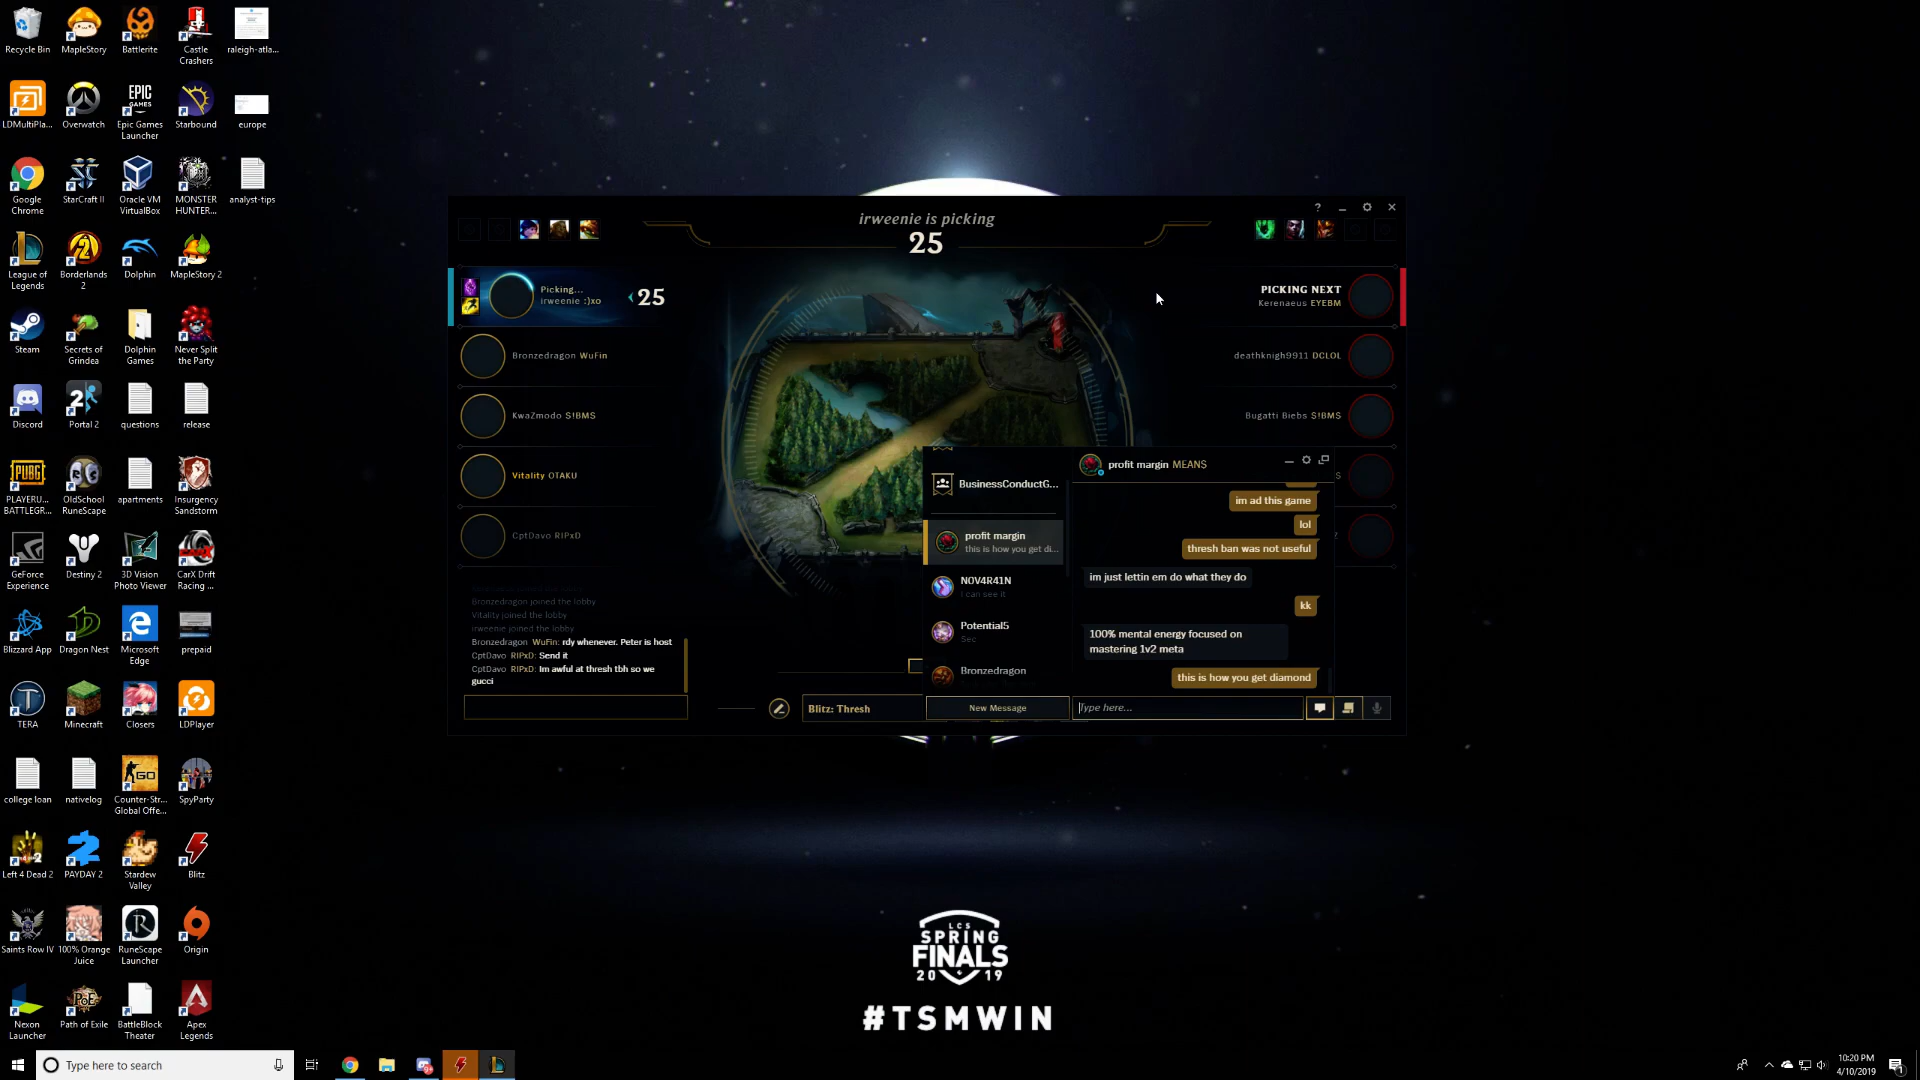 Recycle Bin
MapleStory
Battlerite
Castle
Crashers
raleigh-atla...
LDMultiPla...
Overwatch
EPIC
GAMES
Epic Games
Launcher
Starbound
europe
Google
Chrome
StarCraft II
Oracle VM
VirtualBox
MONSTER
HUNTER...
analyst-tips
League of
Legends
Borderlands
2
Dolphin
MapleStory 2
Steam
Secrets of
Grindea
Dolphin
Games
Never Split
the Party
Discord
Portal 2
questions
release
PUBG
PLAYERU...
BATTLEGR...
OldSchool
RuneScape
apartments
Insurgency
Sandstorm
GeForce
Experience
Destiny 2
3D Vision
Photo Viewer
CarX Drift
Racing ...
Blizzard App
Dragon Nest
Microsoft
Edge
prepaid
TERA
Minecraft
Closers
LDPlayer
college loan
nativelog
GO
Counter-Str...
Global Offe...
SpyParty
Left 4 Dead 2
PAYDAY 2
Stardew
Valley
Blitz
Saints Row IV
100% Orange
Juice
RuneScape
Launcher
Origin
Nexon
Launcher
Path of Exile
BattleBlock
Theater
Apex
Legends
irweenie is picking
25
Picking...
irweenie :)xo
25
Bronzedragon WuFin
KwaZmodo S!BMS
Vitality OTAKU
CptDavo RIPxD
PICKING NEXT
Kerenaeus EYEBM
deathknigh9911 DCLOL
Bugatti Biebs S!BMS
Bronzedragon joined the lobby
Vitality joined the lobby
irweenie joined the lobby
Bronzedragon WuFin: rdy whenever. Peter is host
CptDavo RIPxD: Send it
CptDavo RIPxD: Im awful at thresh tbh so we
gucci
Blitz: Thresh
BusinessConductG...
profit margin
this is how you get di...
N0V4R41N
I can see it
Potential5
Sec
Bronzedragon
New Message
profit margin MEANS
im ad this game
lol
thresh ban was not useful
im just lettin em do what they do
kk
100% mental energy focused on
mastering 1v2 meta
this is how you get diamond
Type here...
LCS
SPRING
FINALS
20 19
#TSMWIN
Type here to search
10:20 PM
4/10/2019